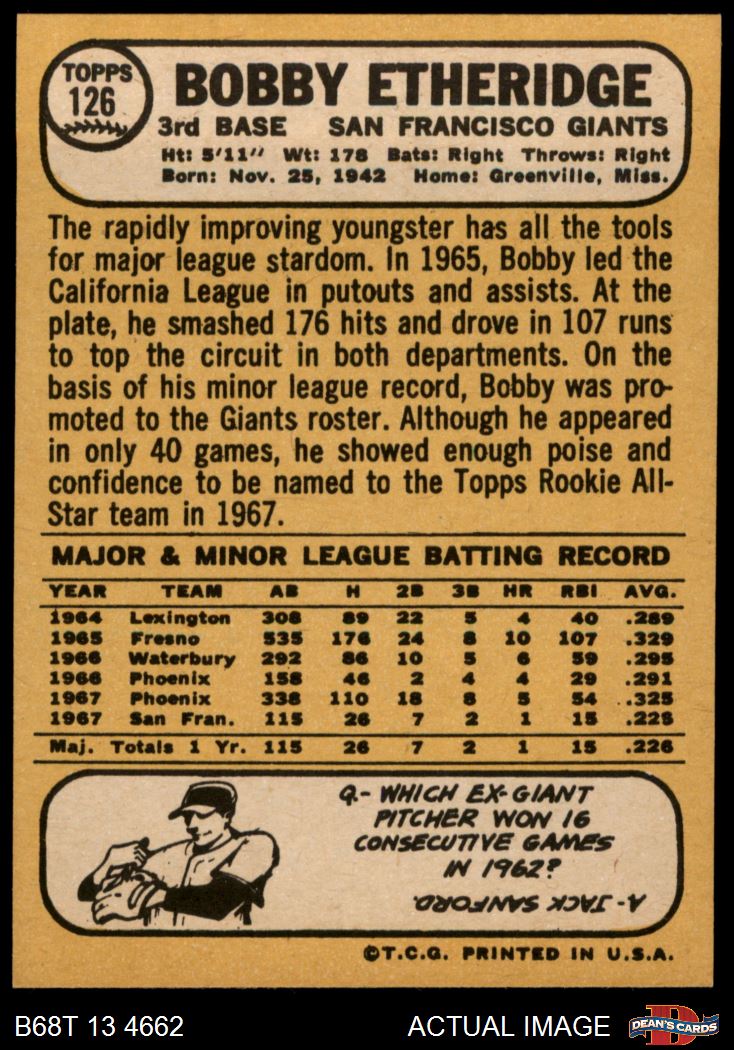 TOPPS
126
BOBBY ETHERIDGE
3rd BASE SAN FRANCISCO GIANTS
Ht: 5'11" Wt: 178 Bats: Right Throws: Right
Born: Nov. 25, 1942 Home: Greenville, Miss.
The rapidly improving youngster has all the tools
for major league stardom. In 1965, Bobby led the
California League in putouts and assists. At the
plate, he smashed 176 hits and drove in 107 runs
to top the circuit in both departments. On the
basis of his minor league record, Bobby was pro-
moted to the Giants roster. Although he appeared
in only 40 games, he showed enough poise and
confidence to be named to the Topps Rookie All-
Star team in 1967.
MAJOR & MINOR LEAGUE BATTING RECORD
YEAR TEAM AB H 2B 3B HR RBI AVG.
1964 Lexington 308 89 22 5 4 40 .289
1965 Fresno 535 176 24 8 10 107 .329
1966 Waterbury 292 86 10 5 6 59 .295
1966 Phoenix 158 46 2 4 4 29 .291
1967 Phoenix 338 110 18 8 5 54 .325
1967 San Fran. 115 26 7 2 1 15 .226
Maj. Totals 1 Yr. 115 26 7 2 1 15 .226
Q.- WHICH EX-GIANT
PITCHER WON 16
CONSECUTIVE GAMES
IN 1962?
A- JACK SANFORD.
©T.C.G. PRINTED IN U.S.A.
B68T 13 4662 ACTUAL IMAGE D DEAN'S CARDS